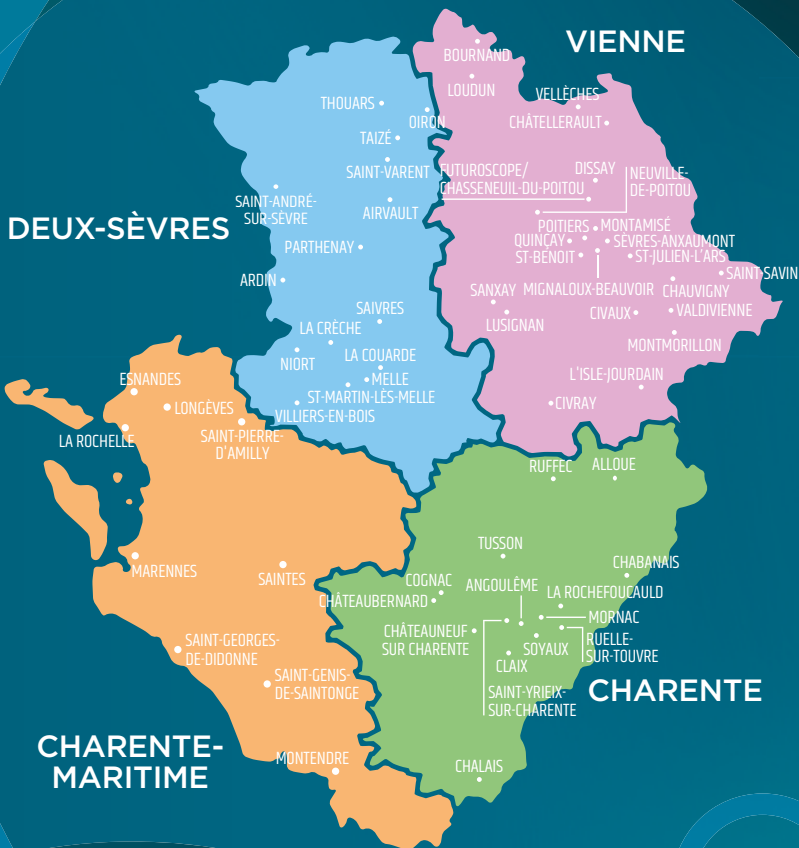 VIENNE
BOURNAND
LOUDUN
VELLÈCHES
CHÂTELLERAULT
FUTUROSCOPE/
CHASSENEUIL-DU-POITOU
DISSAY
NEUVILLE-
DE-POITOU
POITIERS
MONTAMISÉ
QUINÇAY
SÈVRES-ANXAUMONT
ST-BENOIT
ST-JULIEN-L'ARS
SAINT-SAVIN
MIGNALOUX-BEAUVOIR
CHAUVIGNY
SANXAY
CIVAUX
VALDIVIENNE
LUSIGNAN
MONTMORILLON
L'ISLE-JOURDAIN
CIVRAY
DEUX-SÈVRES
THOUARS
OIRON
TAIZÉ
SAINT-VARENT
SAINT-ANDRÉ-
SUR-SÈVRE
AIRVAULT
PARTHENAY
ARDIN
SAIVRES
LA CRÈCHE
NIORT
LA COUARDE
MELLE
ST-MARTIN-LÈS-MELLE
VILLIERS-EN-BOIS
ESNANDES
LONGÈVES
LA ROCHELLE
SAINT-PIERRE-
D'AMILLY
MARENNES
SAINTES
SAINT-GEORGES-
DE-DIDONNE
SAINT-GENIS-
DE-SAINTONGE
MONTENDRE
CHARENTE-
MARITIME
RUFFEC
ALLOUE
TUSSON
CHABANAIS
COGNAC
ANGOULÊME
LA ROCHEFOUCAULD
CHÂTEAUBERNARD
MORNAC
CHÂTEAUNEUF
SUR CHARENTE
RUELLE-
SUR-TOUVRE
SOYAUX
CLAIX
SAINT-YRIEIX-
SUR-CHARENTE
CHARENTE
CHALAIS